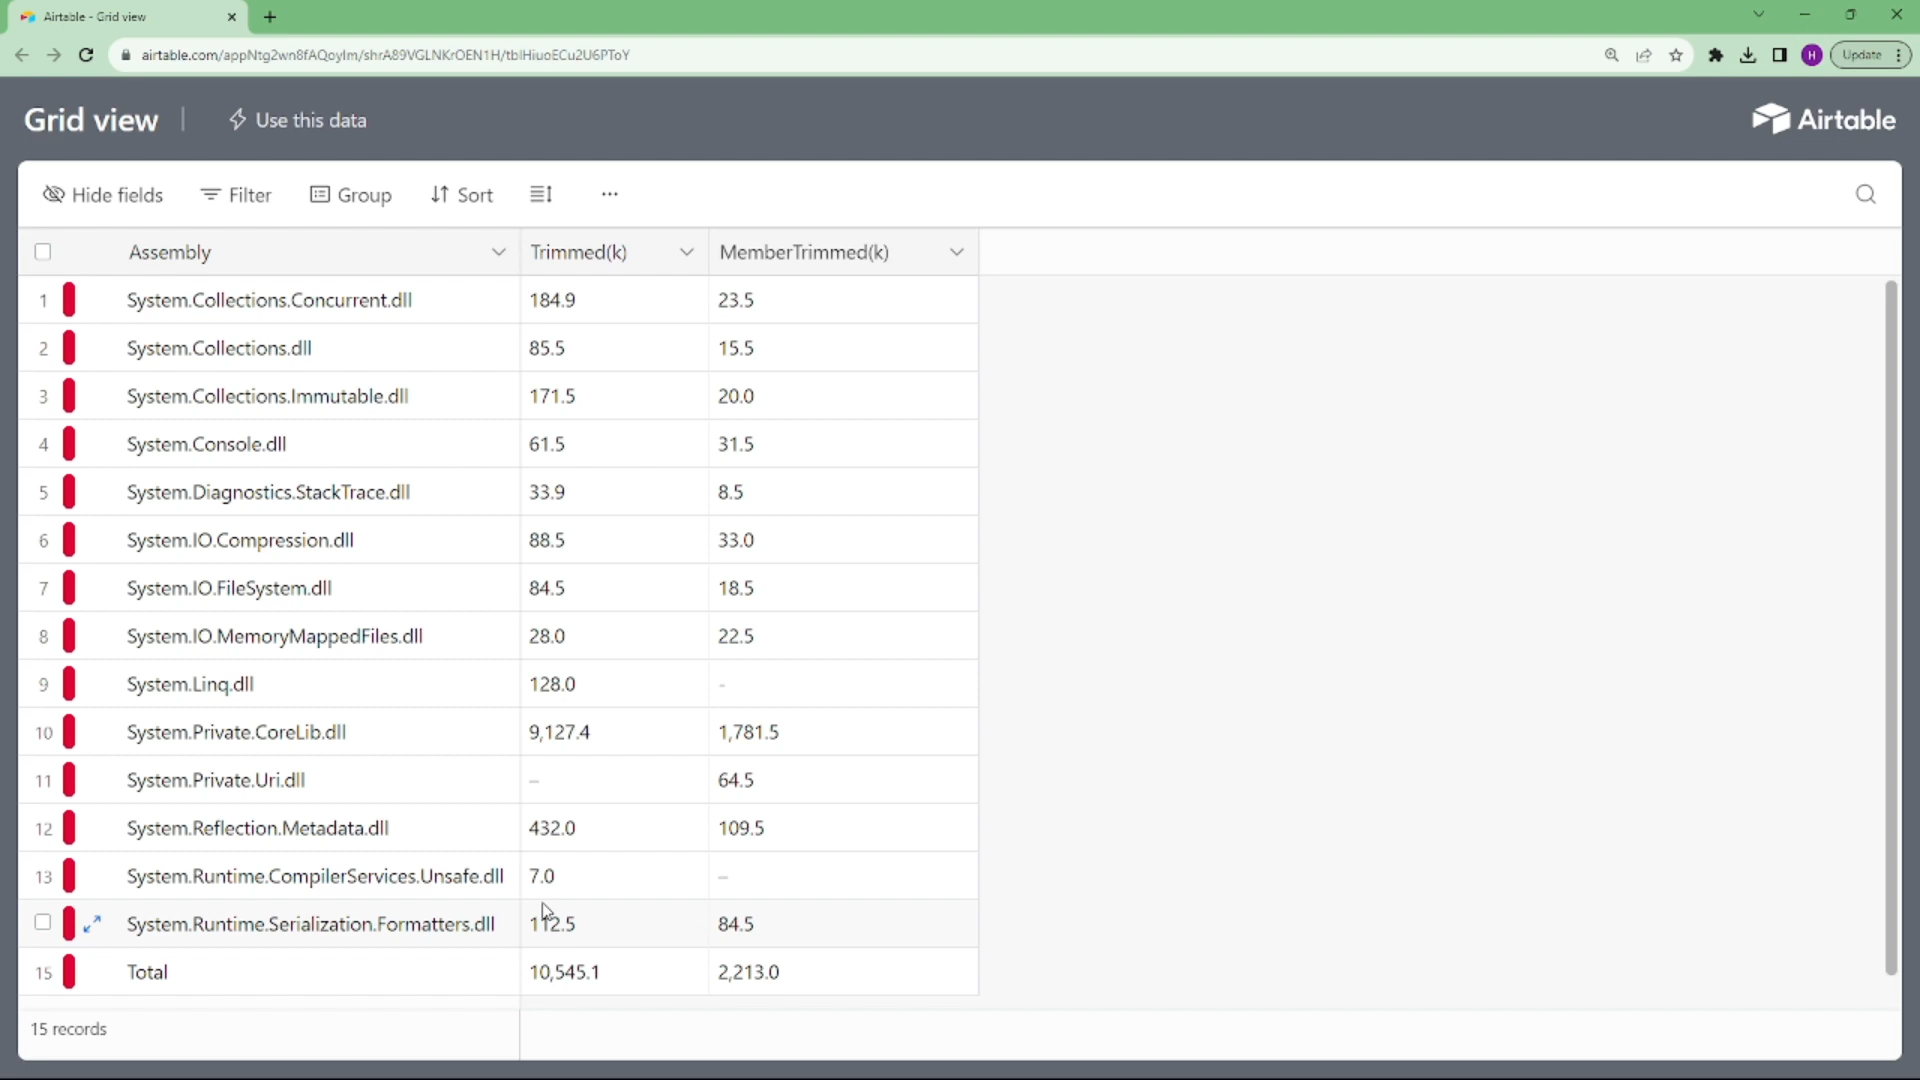 Airtable - Grid view
airtable.com/appNtg2wn8fAQoyIm/shrA89VGLNKrOEN1H/tblHiuoECu2U6PToY
H
Update
Grid view
Use this data
Airtable
Hide fields
Filter
Group
Sort
Assembly Trimmed(k) MemberTrimmed(k)
1 System.Collections.Concurrent.dll 184.9 23.5
2 System.Collections.dll 85.5 15.5
3 System.Collections.Immutable.dll 171.5 20.0
4 System.Console.dll 61.5 31.5
5 System.Diagnostics.StackTrace.dll 33.9 8.5
6 System.IO.Compression.dll 88.5 33.0
7 System.IO.FileSystem.dll 84.5 18.5
8 System.IO.MemoryMappedFiles.dll 28.0 22.5
9 System.Linq.dll 128.0 -
10 System.Private.CoreLib.dll 9,127.4 1,781.5
11 System.Private.Uri.dll – 64.5
12 System.Reflection.Metadata.dll 432.0 109.5
13 System.Runtime.CompilerServices.Unsafe.dll 7.0 –
System.Runtime.Serialization.Formatters.dll 112.5 84.5
15 Total 10,545.1 2,213.0
15 records